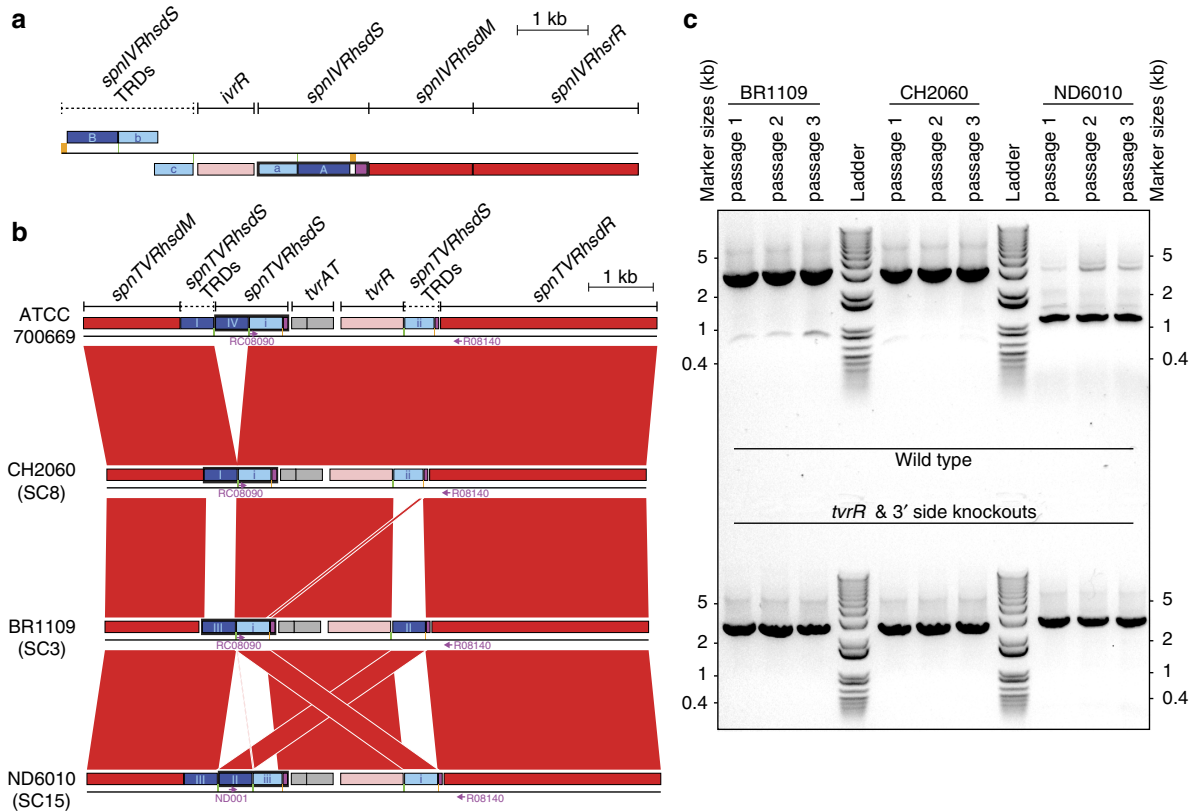 a
spnIVRhsdS
TRDs
ivrR
spnIVRhsdS
spnIVRhsdM
spnIVRhsrR
1 kb
B
b
c
a
A
b
spnTVRhsdM
spnTVRhsdS
TRDs
spnTVRhsdS
tvrAT
tvrR
spnTVRhsdS
TRDs
spnTVRhsdR
1 kb
ATCC
700669
I
IV
i
ii
RC08090
R08140
CH2060
(SC8)
I
i
ii
RC08090
R08140
BR1109
(SC3)
III
i
II
RC08090
R08140
ND6010
(SC15)
III
II
iii
i
ND001
R08140
c
Marker sizes (kb)
BR1109
passage 1
passage 2
passage 3
Ladder
CH2060
passage 1
passage 2
passage 3
Ladder
ND6010
passage 1
passage 2
passage 3
Marker sizes (kb)
5
2
1
0.4
5
2
1
0.4
Wild type
tvrR & 3′ side knockouts
5
2
1
0.4
5
2
1
0.4